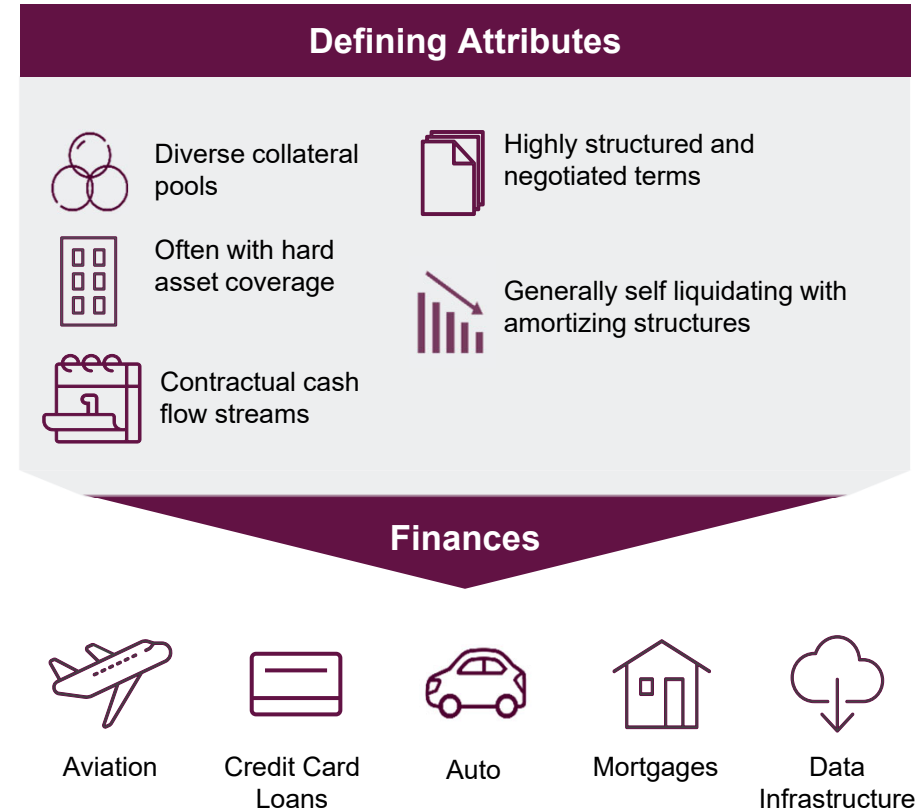 Defining Attributes
Diverse collateral
pools
Often with hard
asset coverage
Contractual cash
flow streams
Highly structured and
negotiated terms
Generally self liquidating with
amortizing structures
Finances
Aviation
Credit Card
Loans
Auto
Mortgages
Data
Infrastructure